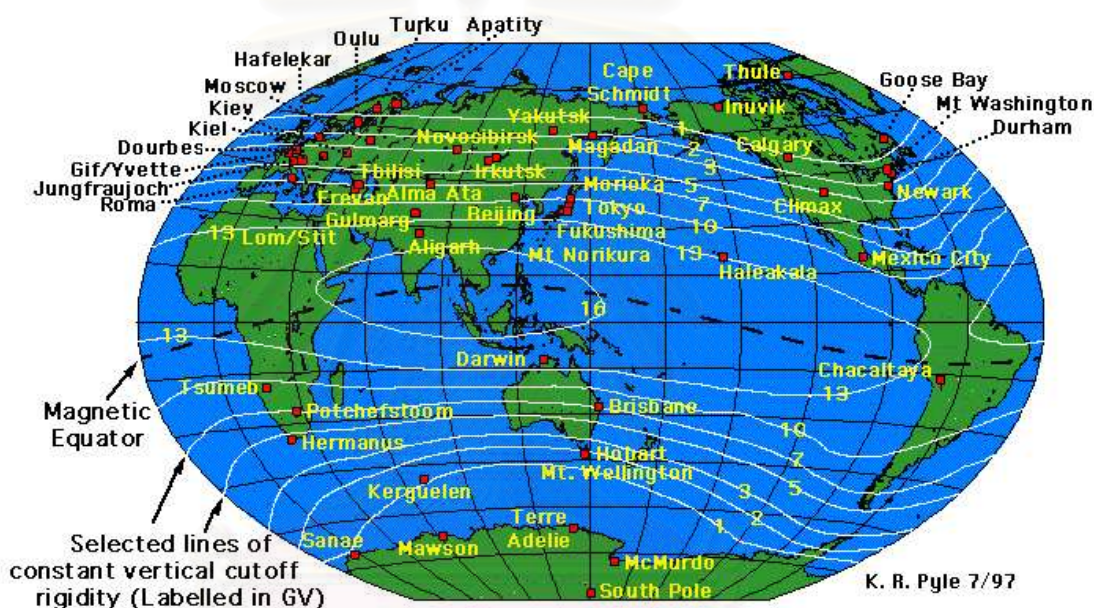 Turku Apatity
Oulu
Hafelekar
Moscow
Kiev
Kiel
Dourbes
Gif/Yvette
Jungfraujoch
Roma
Cape
Schmidt
Thule
Inuvik
Goose Bay
Mt Washington
Durham
Yakutsk
Novosibirsk
Magadan
Calgary
Tbilisi
Irkutsk
Erevan
Alma Ata
Morioka
Newark
Gulmarg
Beijing
Tokyo
Climax
Fukushima
13 Lom/Stit
Aligarh
Mt Norikura
Haleakala
Mexico City
1
2
3
5
7
10
13
16
13
Darwin
Chacaltaya
13
Tsumeb
Magnetic
Equator
Potchefstoom
Brisbane
10
Hermanus
Hobart
7
Mt. Wellington
Kerguelen
3
5
1
2
Selected lines of
constant vertical cutoff
rigidity (Labelled in GV)
Sanae
Mawson
Terre
Adelie
McMurdo
South Pole
K. R. Pyle 7/97